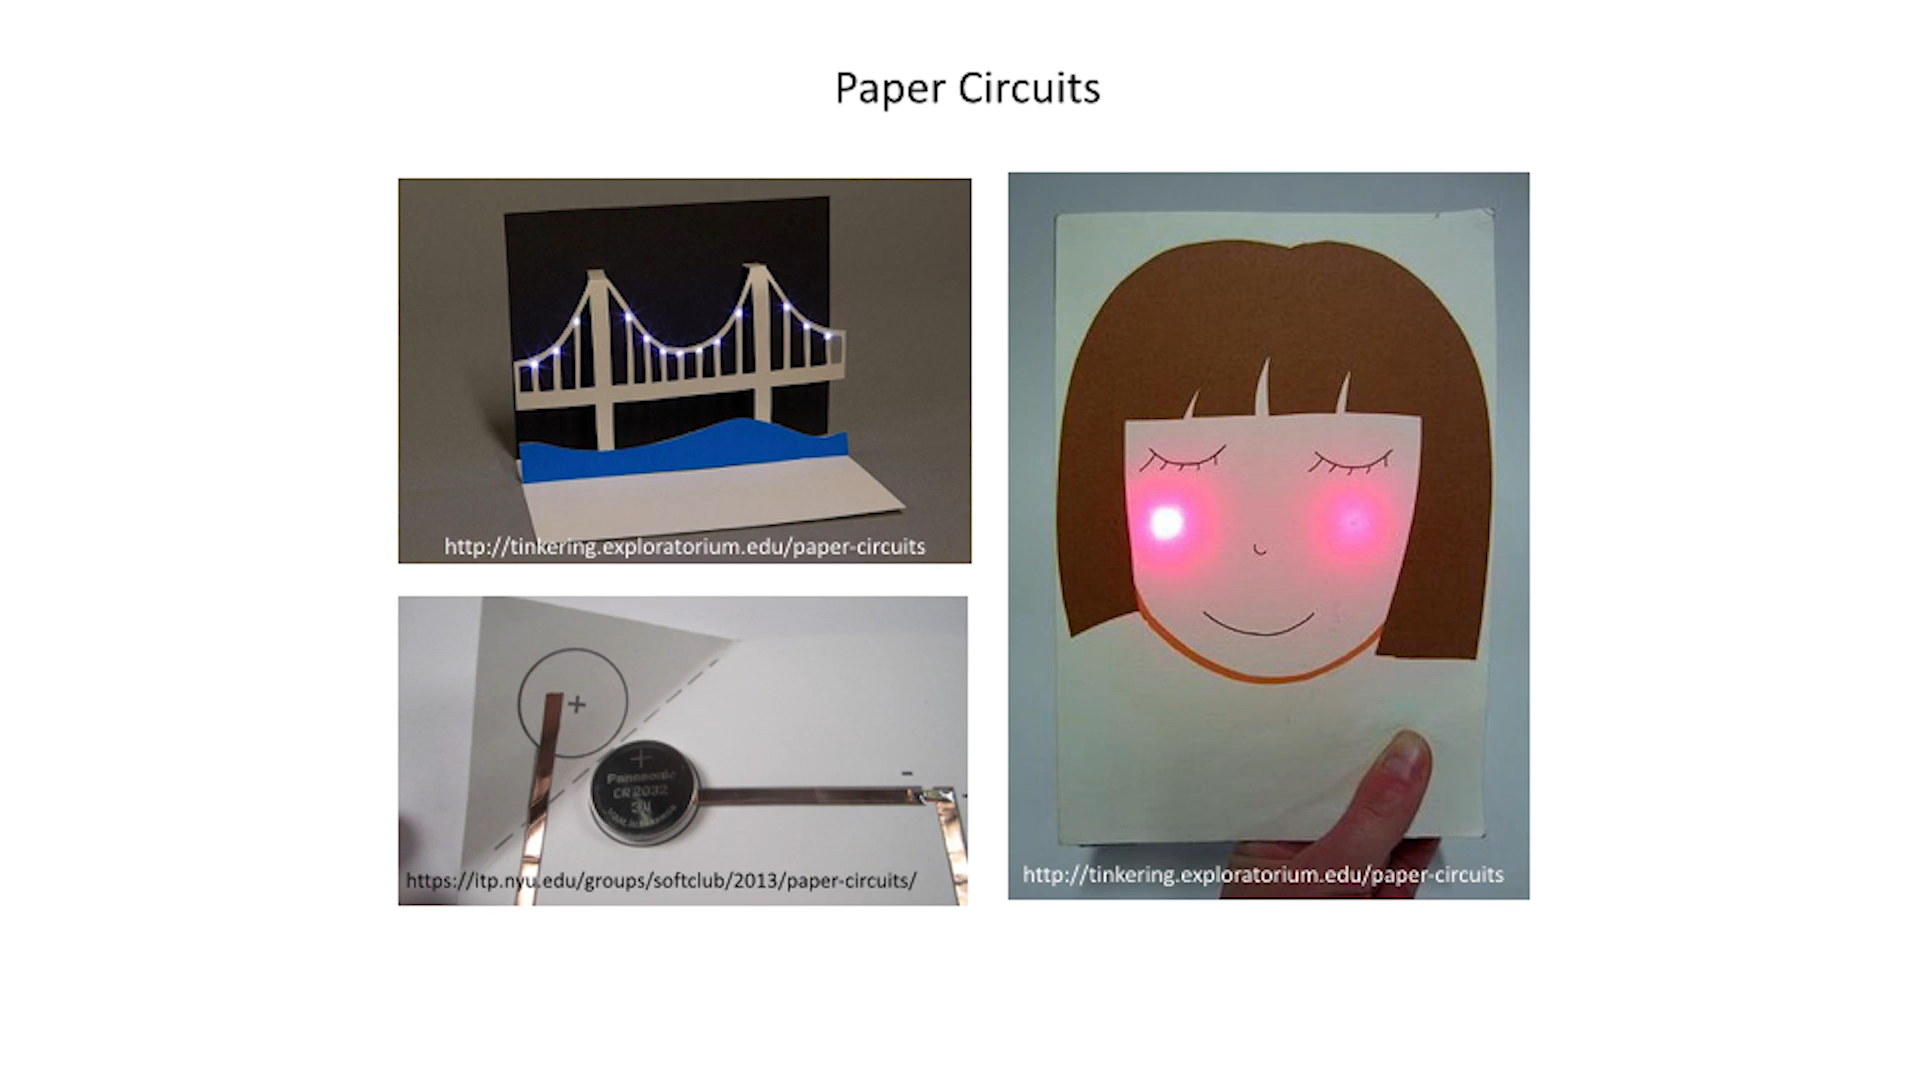 Paper Circuits
http://tinkering.exploratorium.edu/paper-circuits
+
+
Panasonic
CR2032
3V
-
https://itp.nyu.edu/groups/softclub/2013/paper-circuits/
http://tinkering.exploratorium.edu/paper-circuits